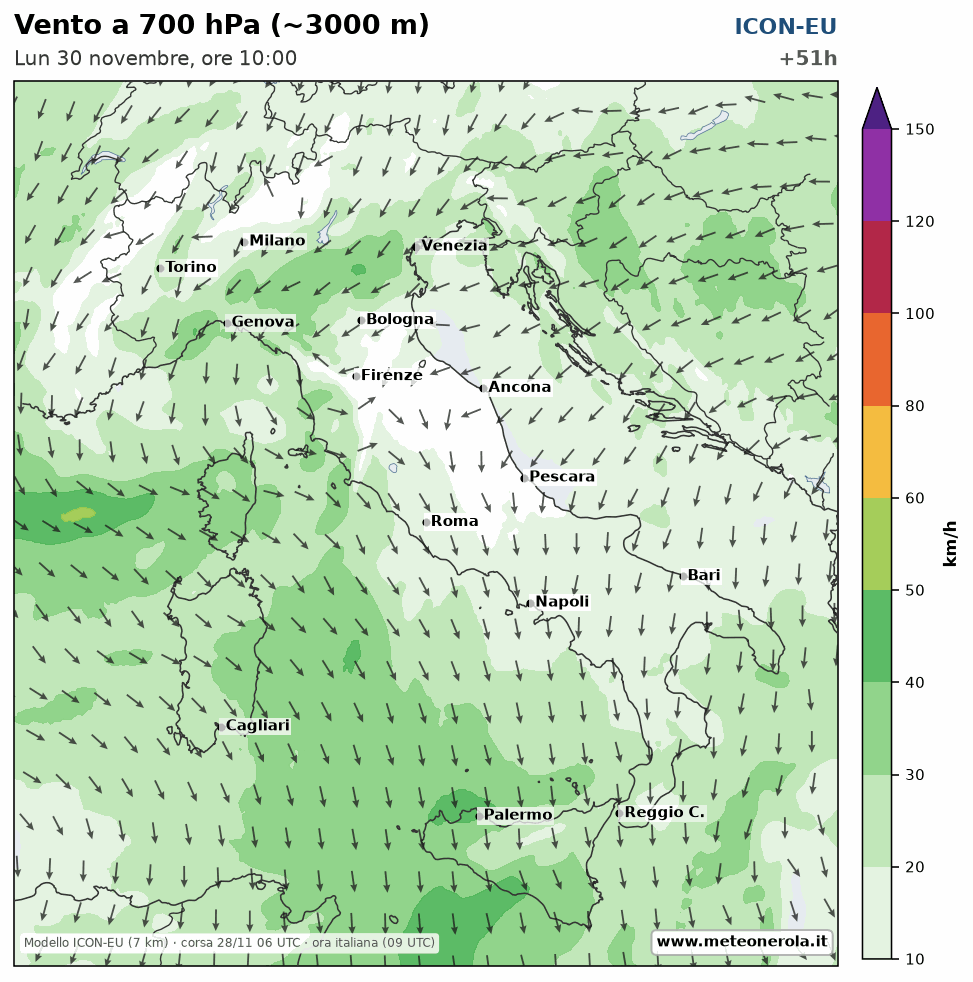 Vento a 700 hPa (~3000 m)
ICON-EU
Lun 30 novembre, ore 10:00
+51h
Milano
Venezia
Torino
Genova
Bologna
Firenze
Ancona
Pescara
Roma
Bari
Napoli
Cagliari
Palermo
Reggio C.
150
120
100
80
60
50
40
30
20
10
km/h
Modello ICON-EU (7 km) · corsa 28/11 06 UTC · ora italiana (09 UTC)
www.meteonerola.it